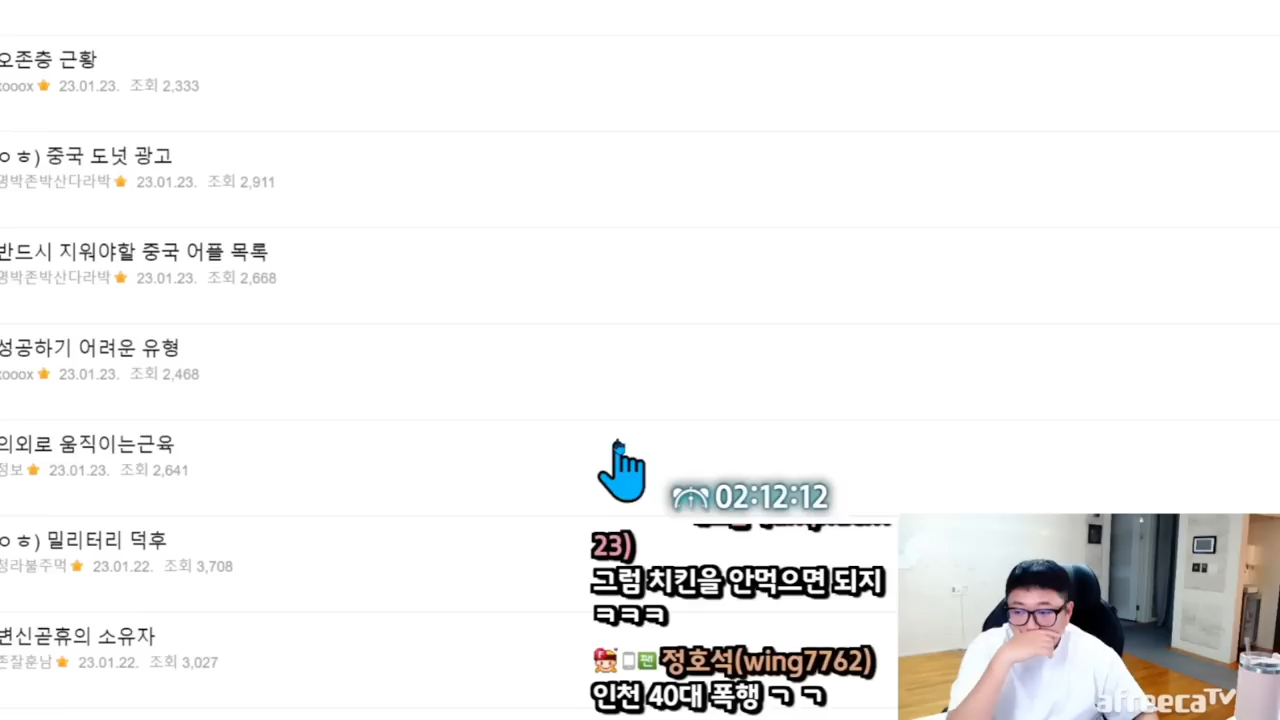 오존층 근황
xooox 23.01.23. 조회 2,333
ㅇㅎ) 중국 도넛 광고
명박존박산다라박 23.01.23. 조회 2,911
반드시 지워야할 중국 어플 목록
명박존박산다라박 23.01.23. 조회 2,668
성공하기 어려운 유형
xooox 23.01.23. 조회 2,468
의외로 움직이는근육
정보 23.01.23. 조회 2,641
ㅇㅎ) 밀리터리 덕후
청라불주먹 23.01.22. 조회 3,708
변신곧휴의 소유자
존잘훈남 23.01.22. 조회 3,027
02:12:12
23)
그럼 치킨을 안먹으면 되지
ㅋㅋㅋ
팬 정호석(wing7762)
인천 40대 폭행 ㄱ ㄱ
afreecaTV